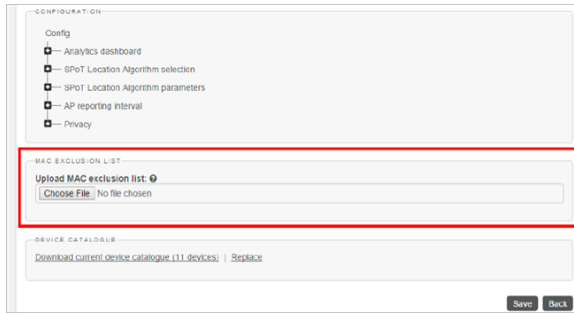 CONFIGURATION
Config
Analytics dashboard
SPoT Location Algorithm selection
SPoT Location Algorithm parameters
AP reporting interval
Privacy
MAC EXCLUSION LIST
Upload MAC exclusion list: ?
Choose File No file chosen
DEVICE CATALOGUE
Download current device catalogue (11 devices) | Replace
Save Back